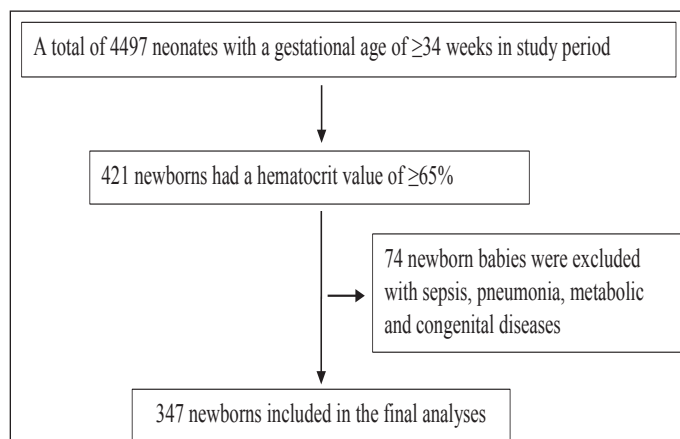 A total of 4497 neonates with a gestational age of ≥34 weeks in study period
421 newborns had a hematocrit value of ≥65%
74 newborn babies were excluded
with sepsis, pneumonia, metabolic
and congenital diseases
347 newborns included in the final analyses